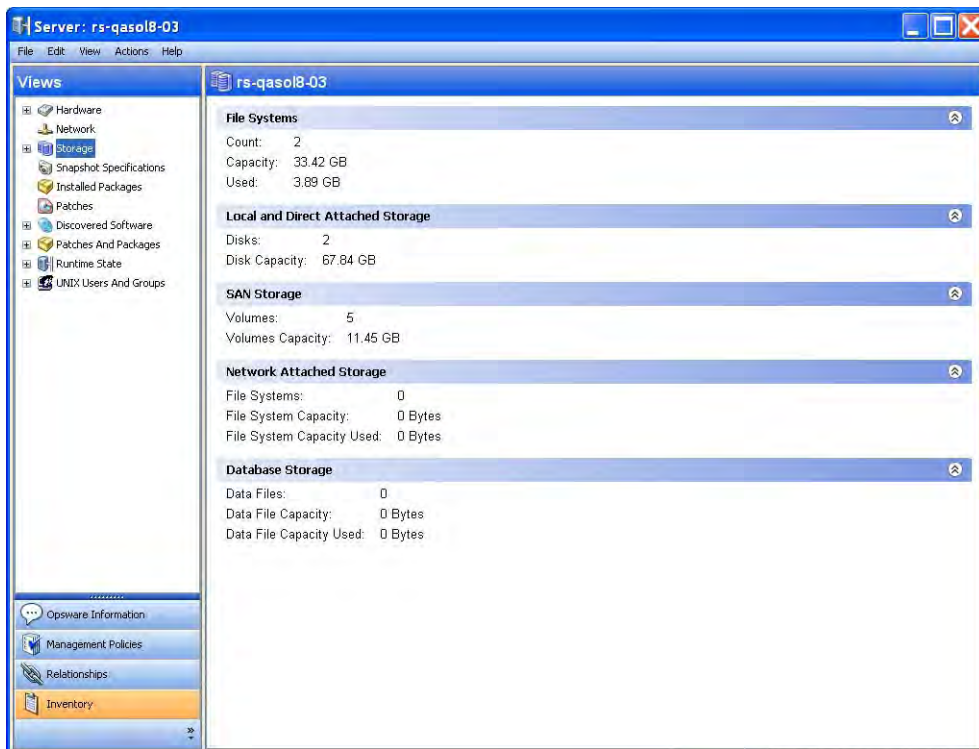 Server: rs-qasol8-03
File Edit View Actions Help
Views
Hardware
Network
Storage
Snapshot Specifications
Installed Packages
Patches
Discovered Software
Patches And Packages
Runtime State
UNIX Users And Groups
Opsware Information
Management Policies
Relationships
Inventory
rs-qasol8-03
File Systems
Count: 2
Capacity: 33.42 GB
Used: 3.89 GB
Local and Direct Attached Storage
Disks: 2
Disk Capacity: 67.84 GB
SAN Storage
Volumes: 5
Volumes Capacity: 11.45 GB
Network Attached Storage
File Systems: 0
File System Capacity: 0 Bytes
File System Capacity Used: 0 Bytes
Database Storage
Data Files: 0
Data File Capacity: 0 Bytes
Data File Capacity Used: 0 Bytes